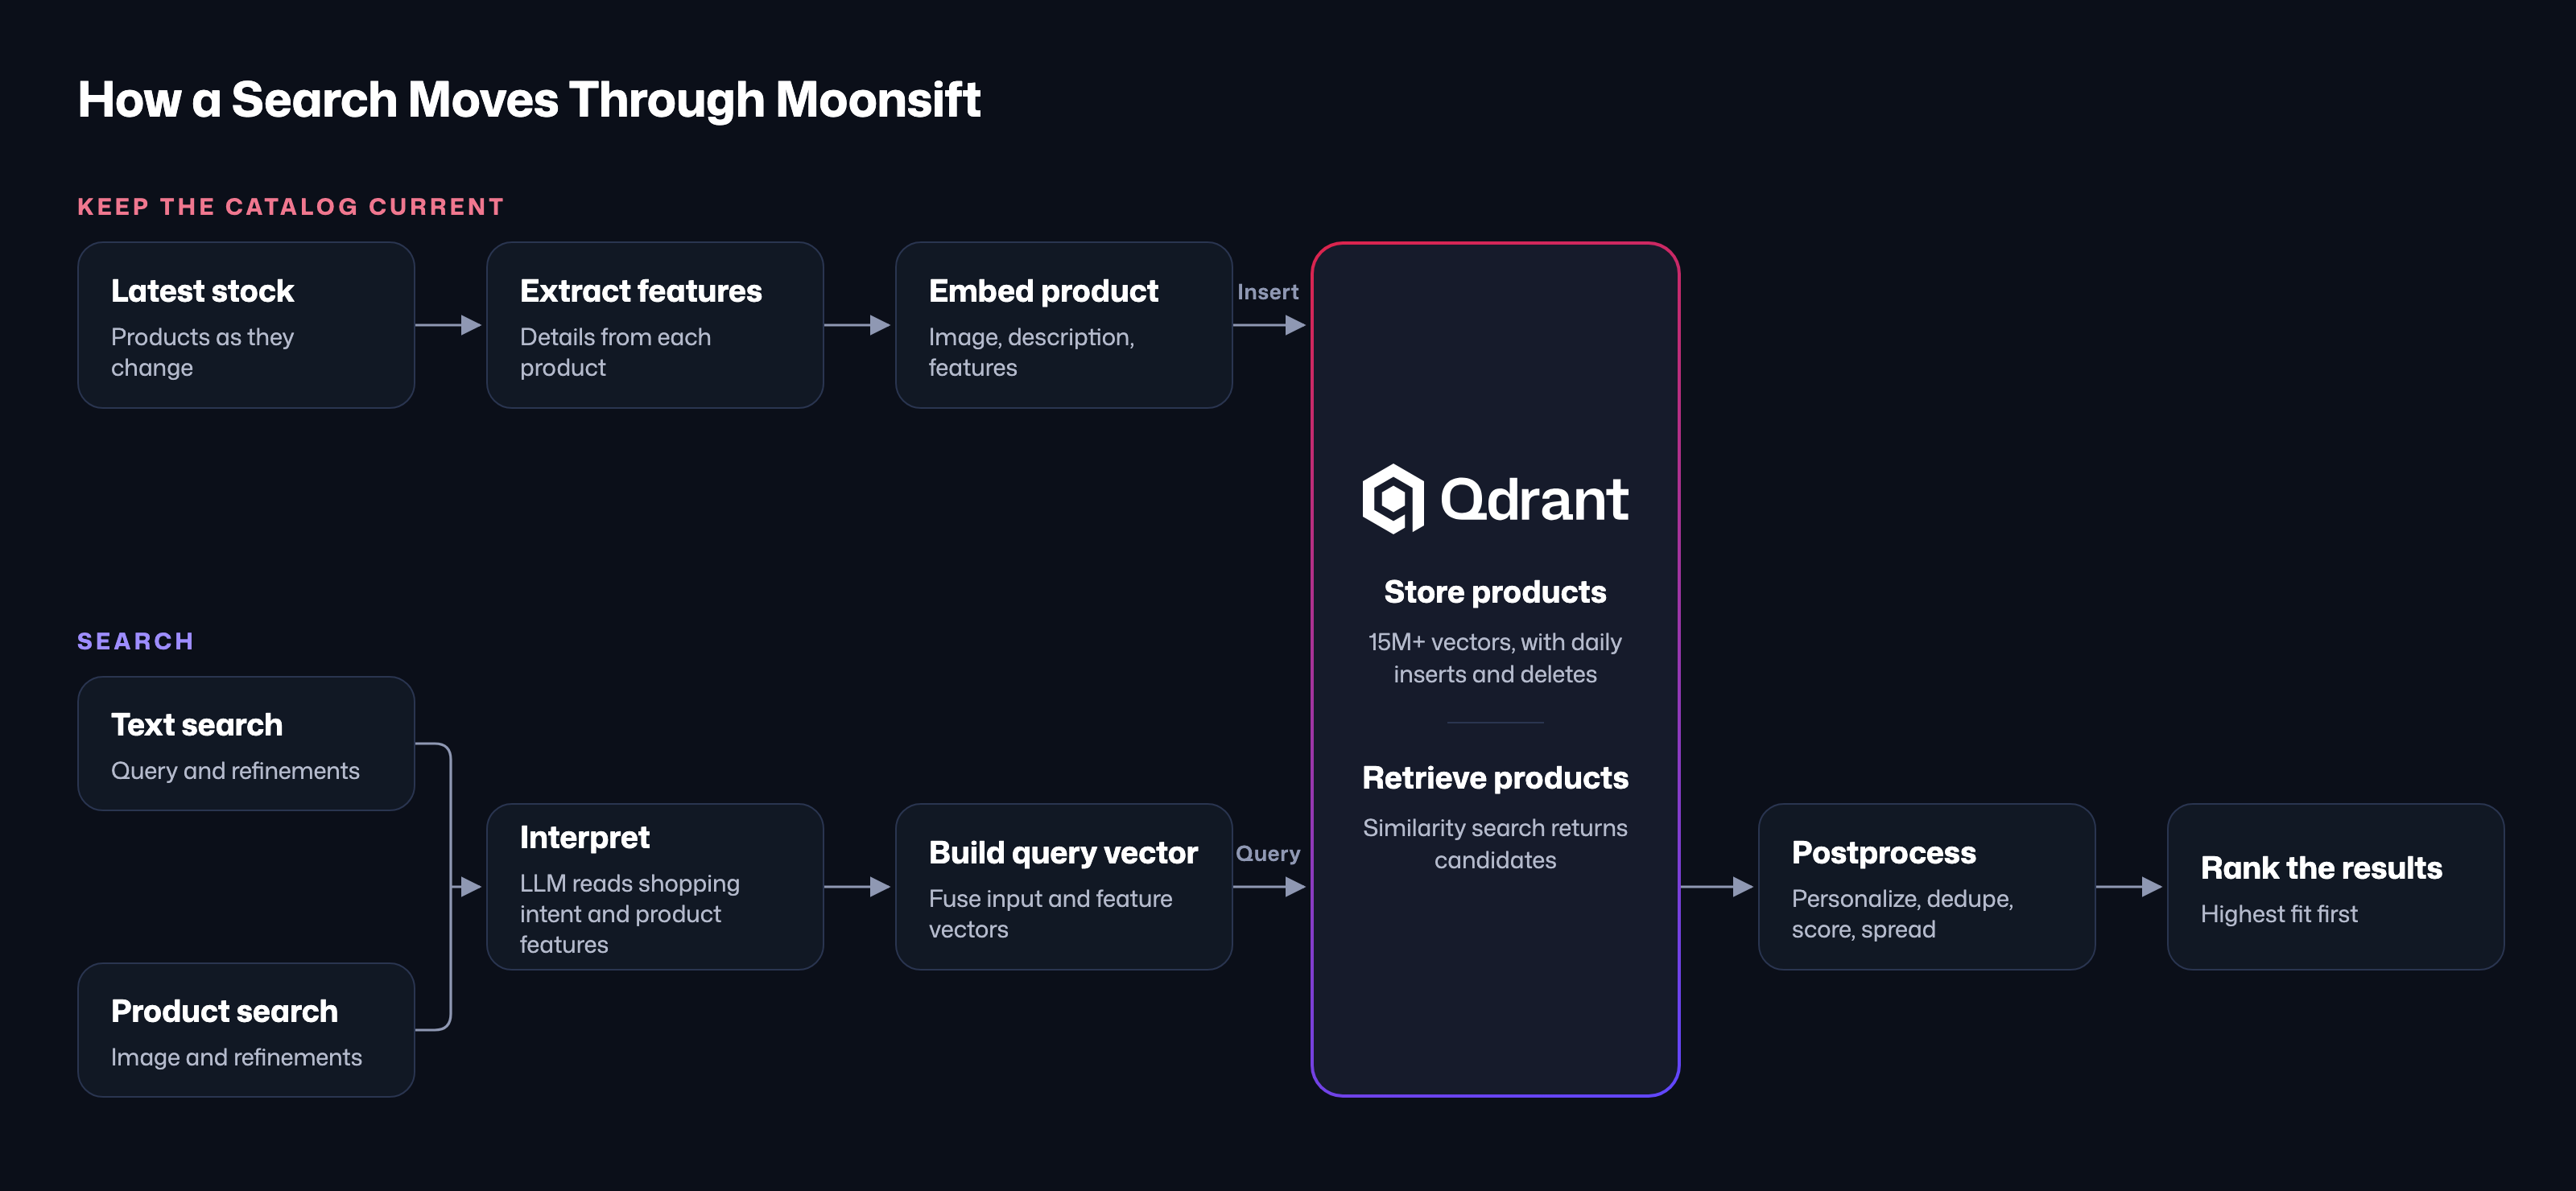 How a Search Moves Through Moonsift
KEEP THE CATALOG CURRENT
Latest stock
Products as they
change
Extract features
Details from each
product
Embed product
Image, description,
features
Insert
Qdrant
Store products
15M+ vectors, with daily
inserts and deletes
Retrieve products
Similarity search returns
candidates
SEARCH
Text search
Query and refinements
Product search
Image and refinements
Interpret
LLM reads shopping
intent and product
features
Build query vector
Fuse input and feature
vectors
Query
Postprocess
Personalize, dedupe,
score, spread
Rank the results
Highest fit first